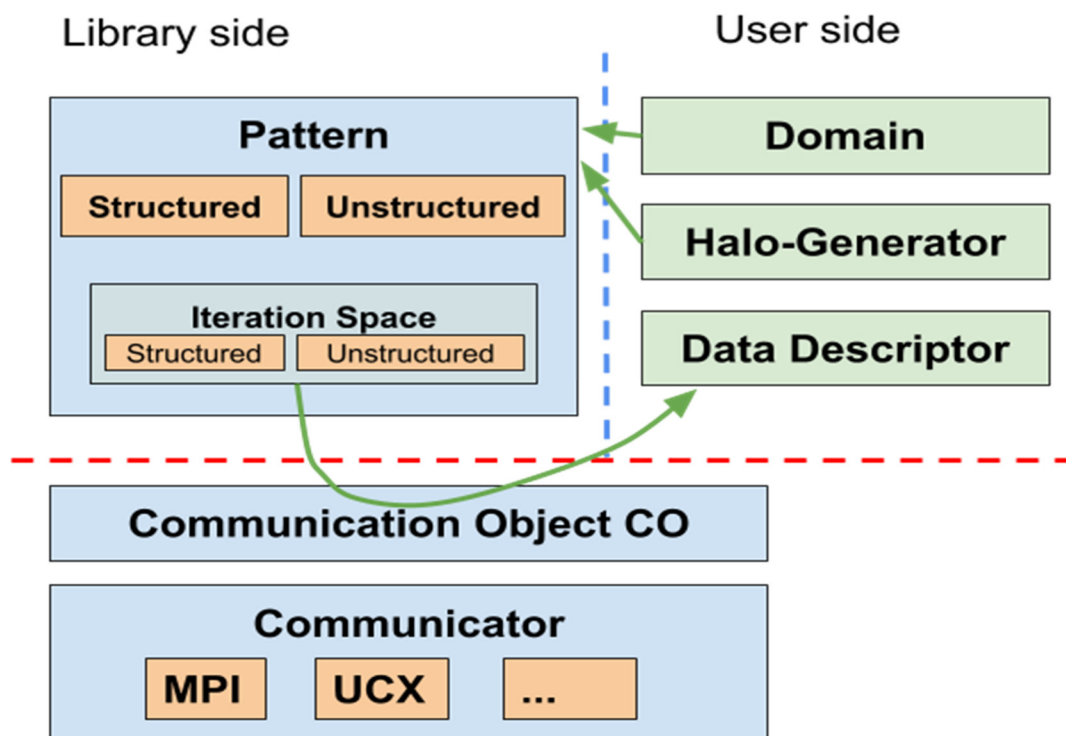 Library side
User side
Pattern
Structured
Unstructured
Iteration Space
Structured
Unstructured
Domain
Halo-Generator
Data Descriptor
Communication Object CO
Communicator
MPI
UCX
...